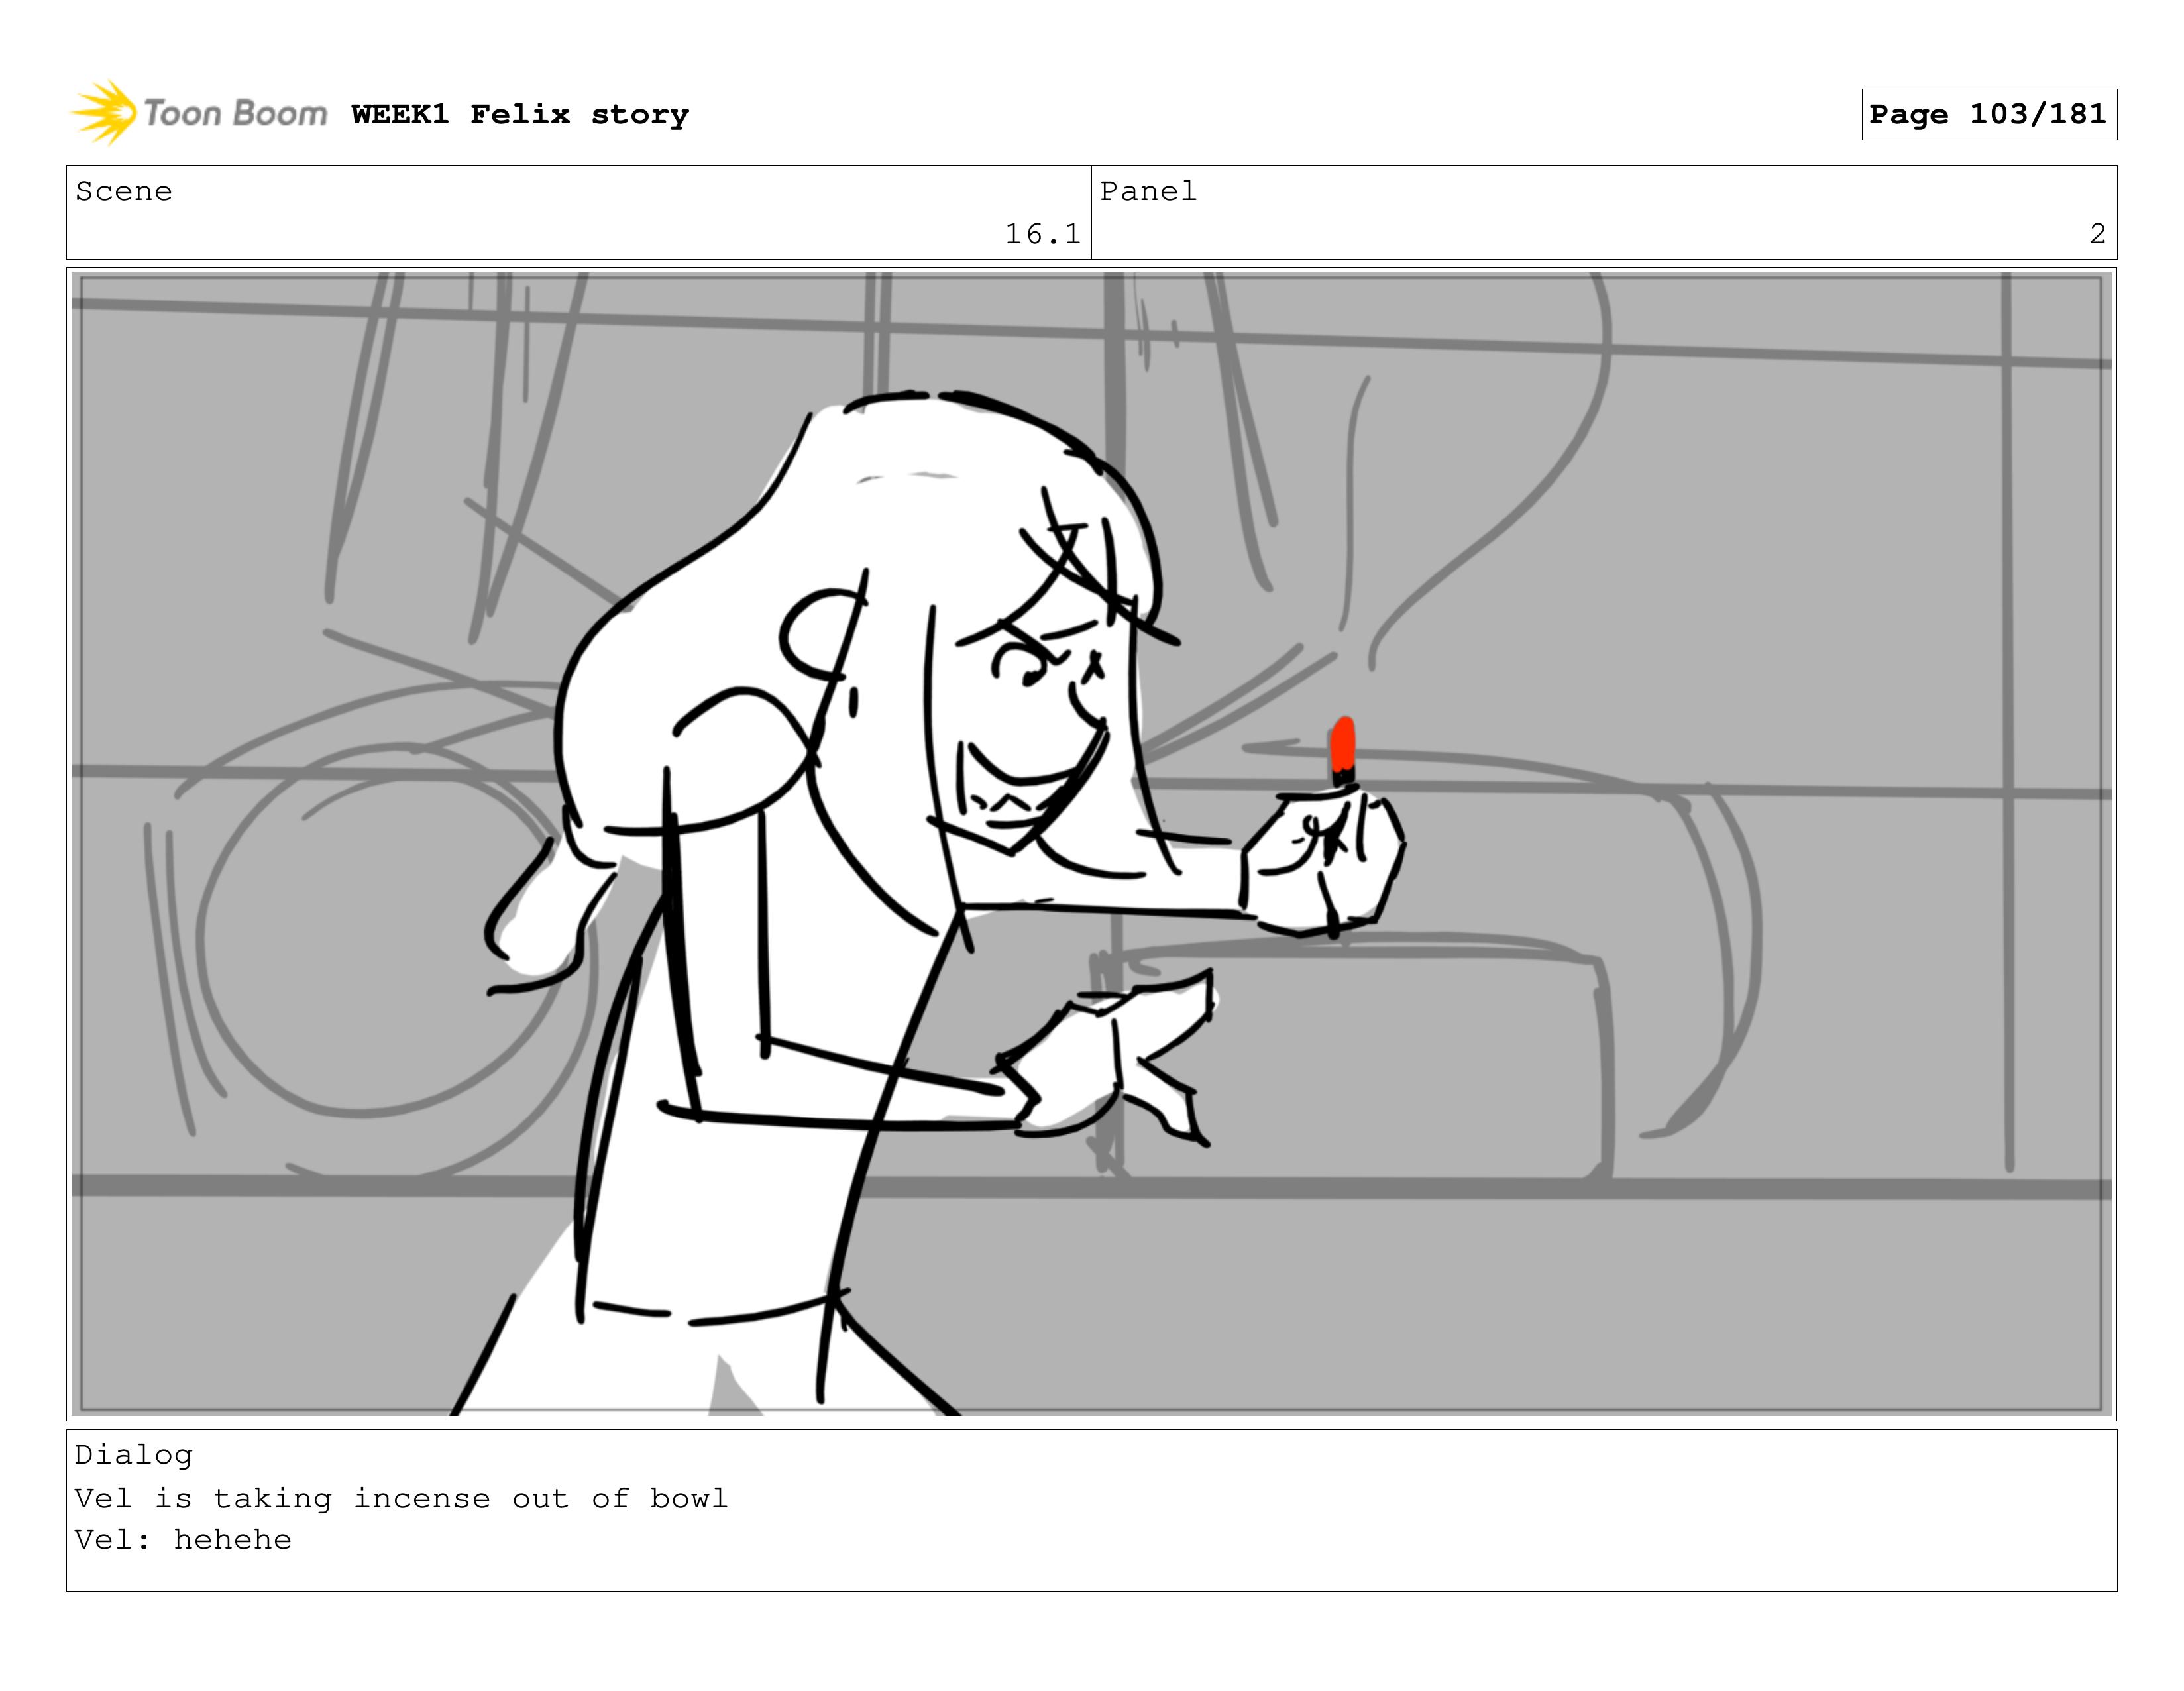 Toon Boom WEEK1 Felix story
Page 103/181
Scene
16.1
Panel
2
Dialog
Vel is taking incense out of bowl
Vel: hehehe